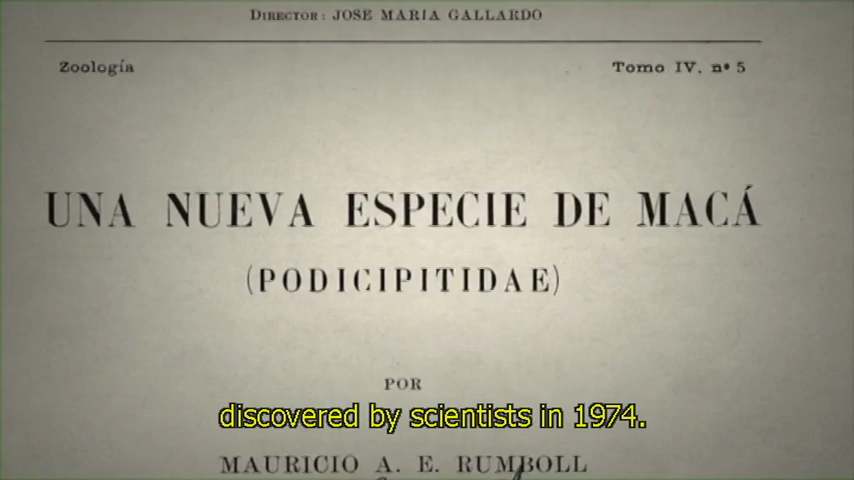 Director: JOSE MARIA GALLARDO
Zoología Tomo IV, nº 5
UNA NUEVA ESPECIE DE MACÁ
(PODICIPITIDAE)
POR
discovered by scientists in 1974.
MAURICIO A. E. RUMBOLL